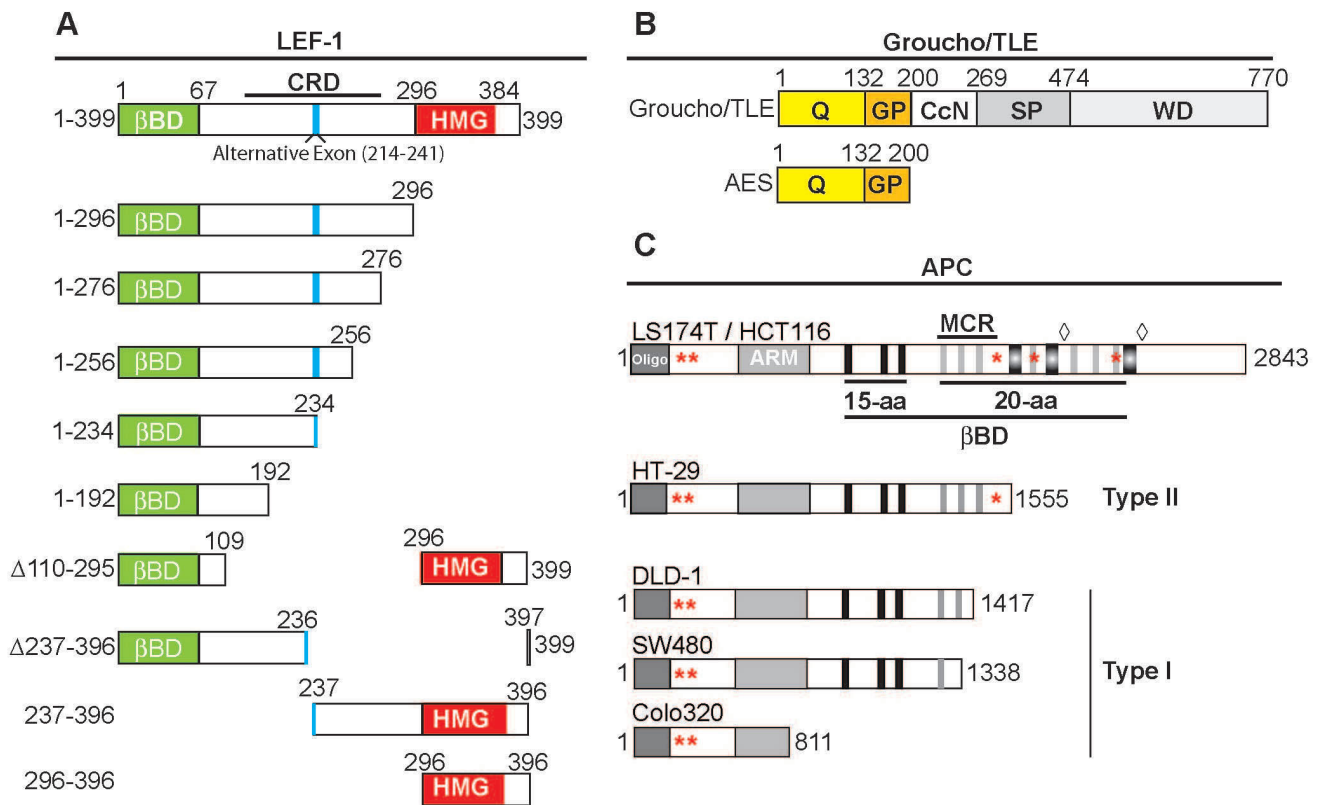 A
LEF-1
1 67 CRD 296 384
1-399 βBD HMG 399
Alternative Exon (214-241)
296
1-296 βBD
276
1-276 βBD
256
1-256 βBD
234
1-234 βBD
192
1-192 βBD
109 296
Δ110-295 βBD HMG 399
236 397
Δ237-396 βBD 399
237 396
237-396 HMG
296 396
296-396 HMG
B
Groucho/TLE
1 132 200 269 474 770
Groucho/TLE Q GP CcN SP WD
1 132 200
AES Q GP
C
APC
LS174T / HCT116 MCR ◊ ◊
1 Oligo ** ARM * * * 2843
15-aa 20-aa
βBD
HT-29
1 ** * 1555 Type II
DLD-1
1 ** 1417
SW480
1 ** 1338 Type I
Colo320
1 ** 811